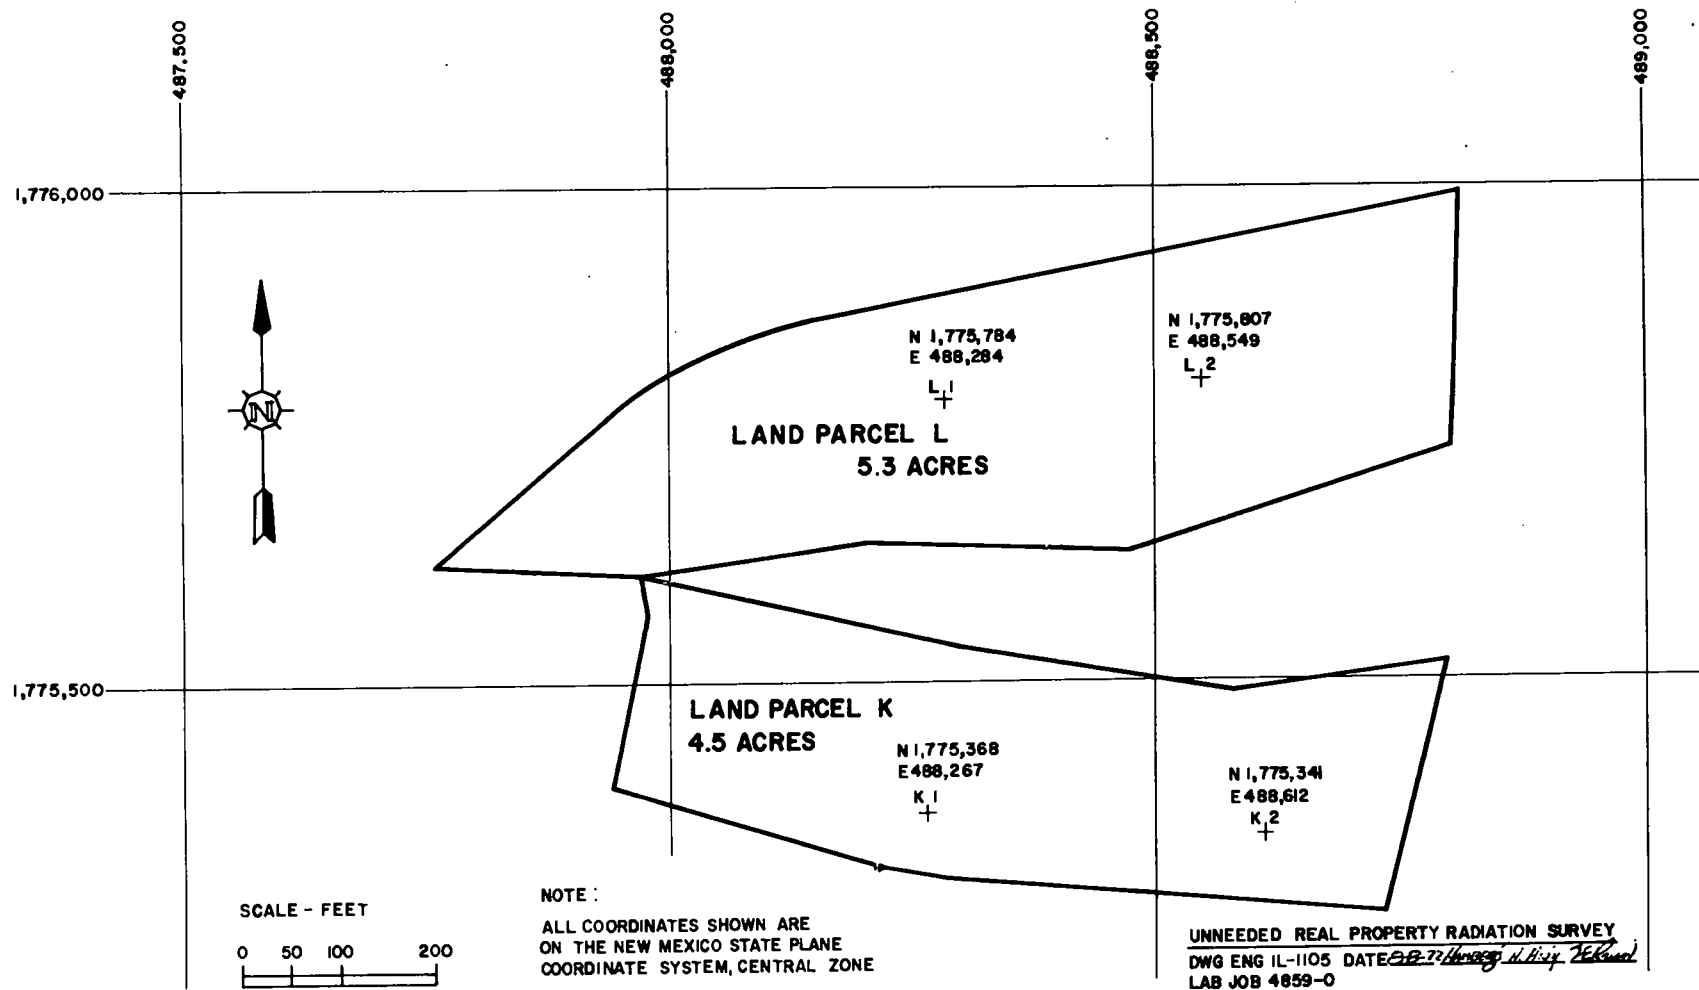 487,500
488,000
488,500
489,000
1,776,000
N 1,775,784
E 488,284
L 1
N 1,775,807
E 488,549
L 2
N
LAND PARCEL L
5.3 ACRES
1,775,500
LAND PARCEL K
4.5 ACRES
N 1,775,368
E 488,267
K 1
N 1,775,341
E 488,612
K 2
SCALE - FEET
0 50 100 200
NOTE :
ALL COORDINATES SHOWN ARE
ON THE NEW MEXICO STATE PLANE
COORDINATE SYSTEM, CENTRAL ZONE
UNNEEDED REAL PROPERTY RADIATION SURVEY
DWG ENG IL-1105 DATE
LAB JOB 4859-0